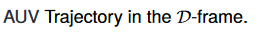 AUV Trajectory in the 𝒟-frame.